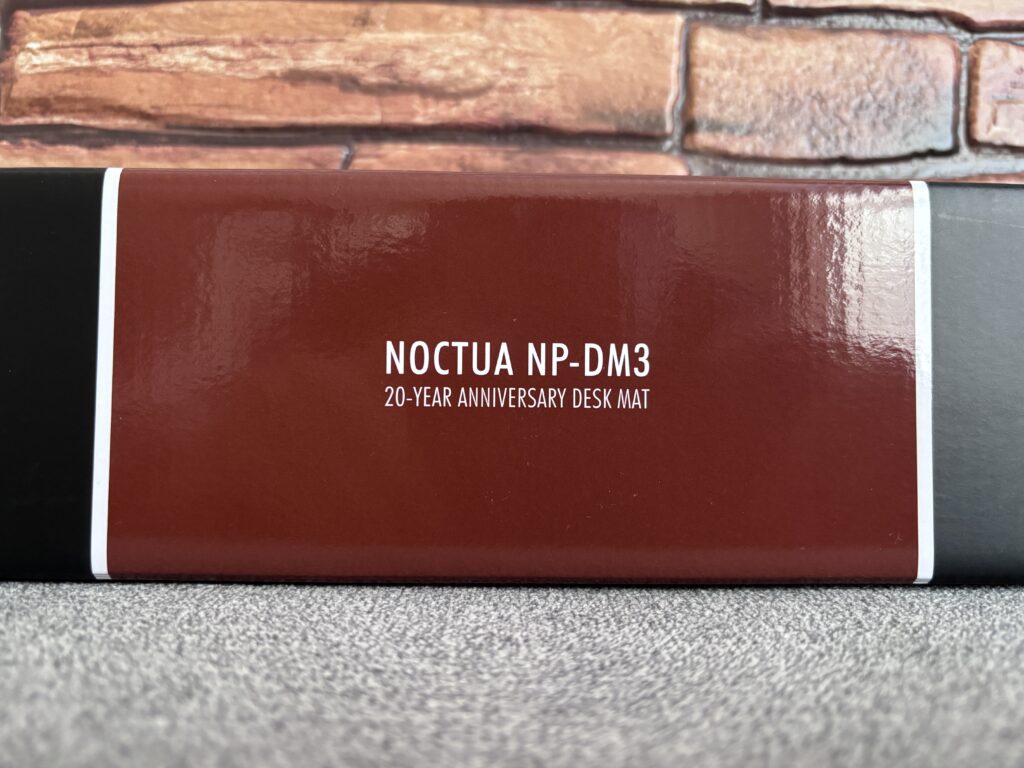 NOCTUA NP-DM3
20-YEAR ANNIVERSARY DESK MAT